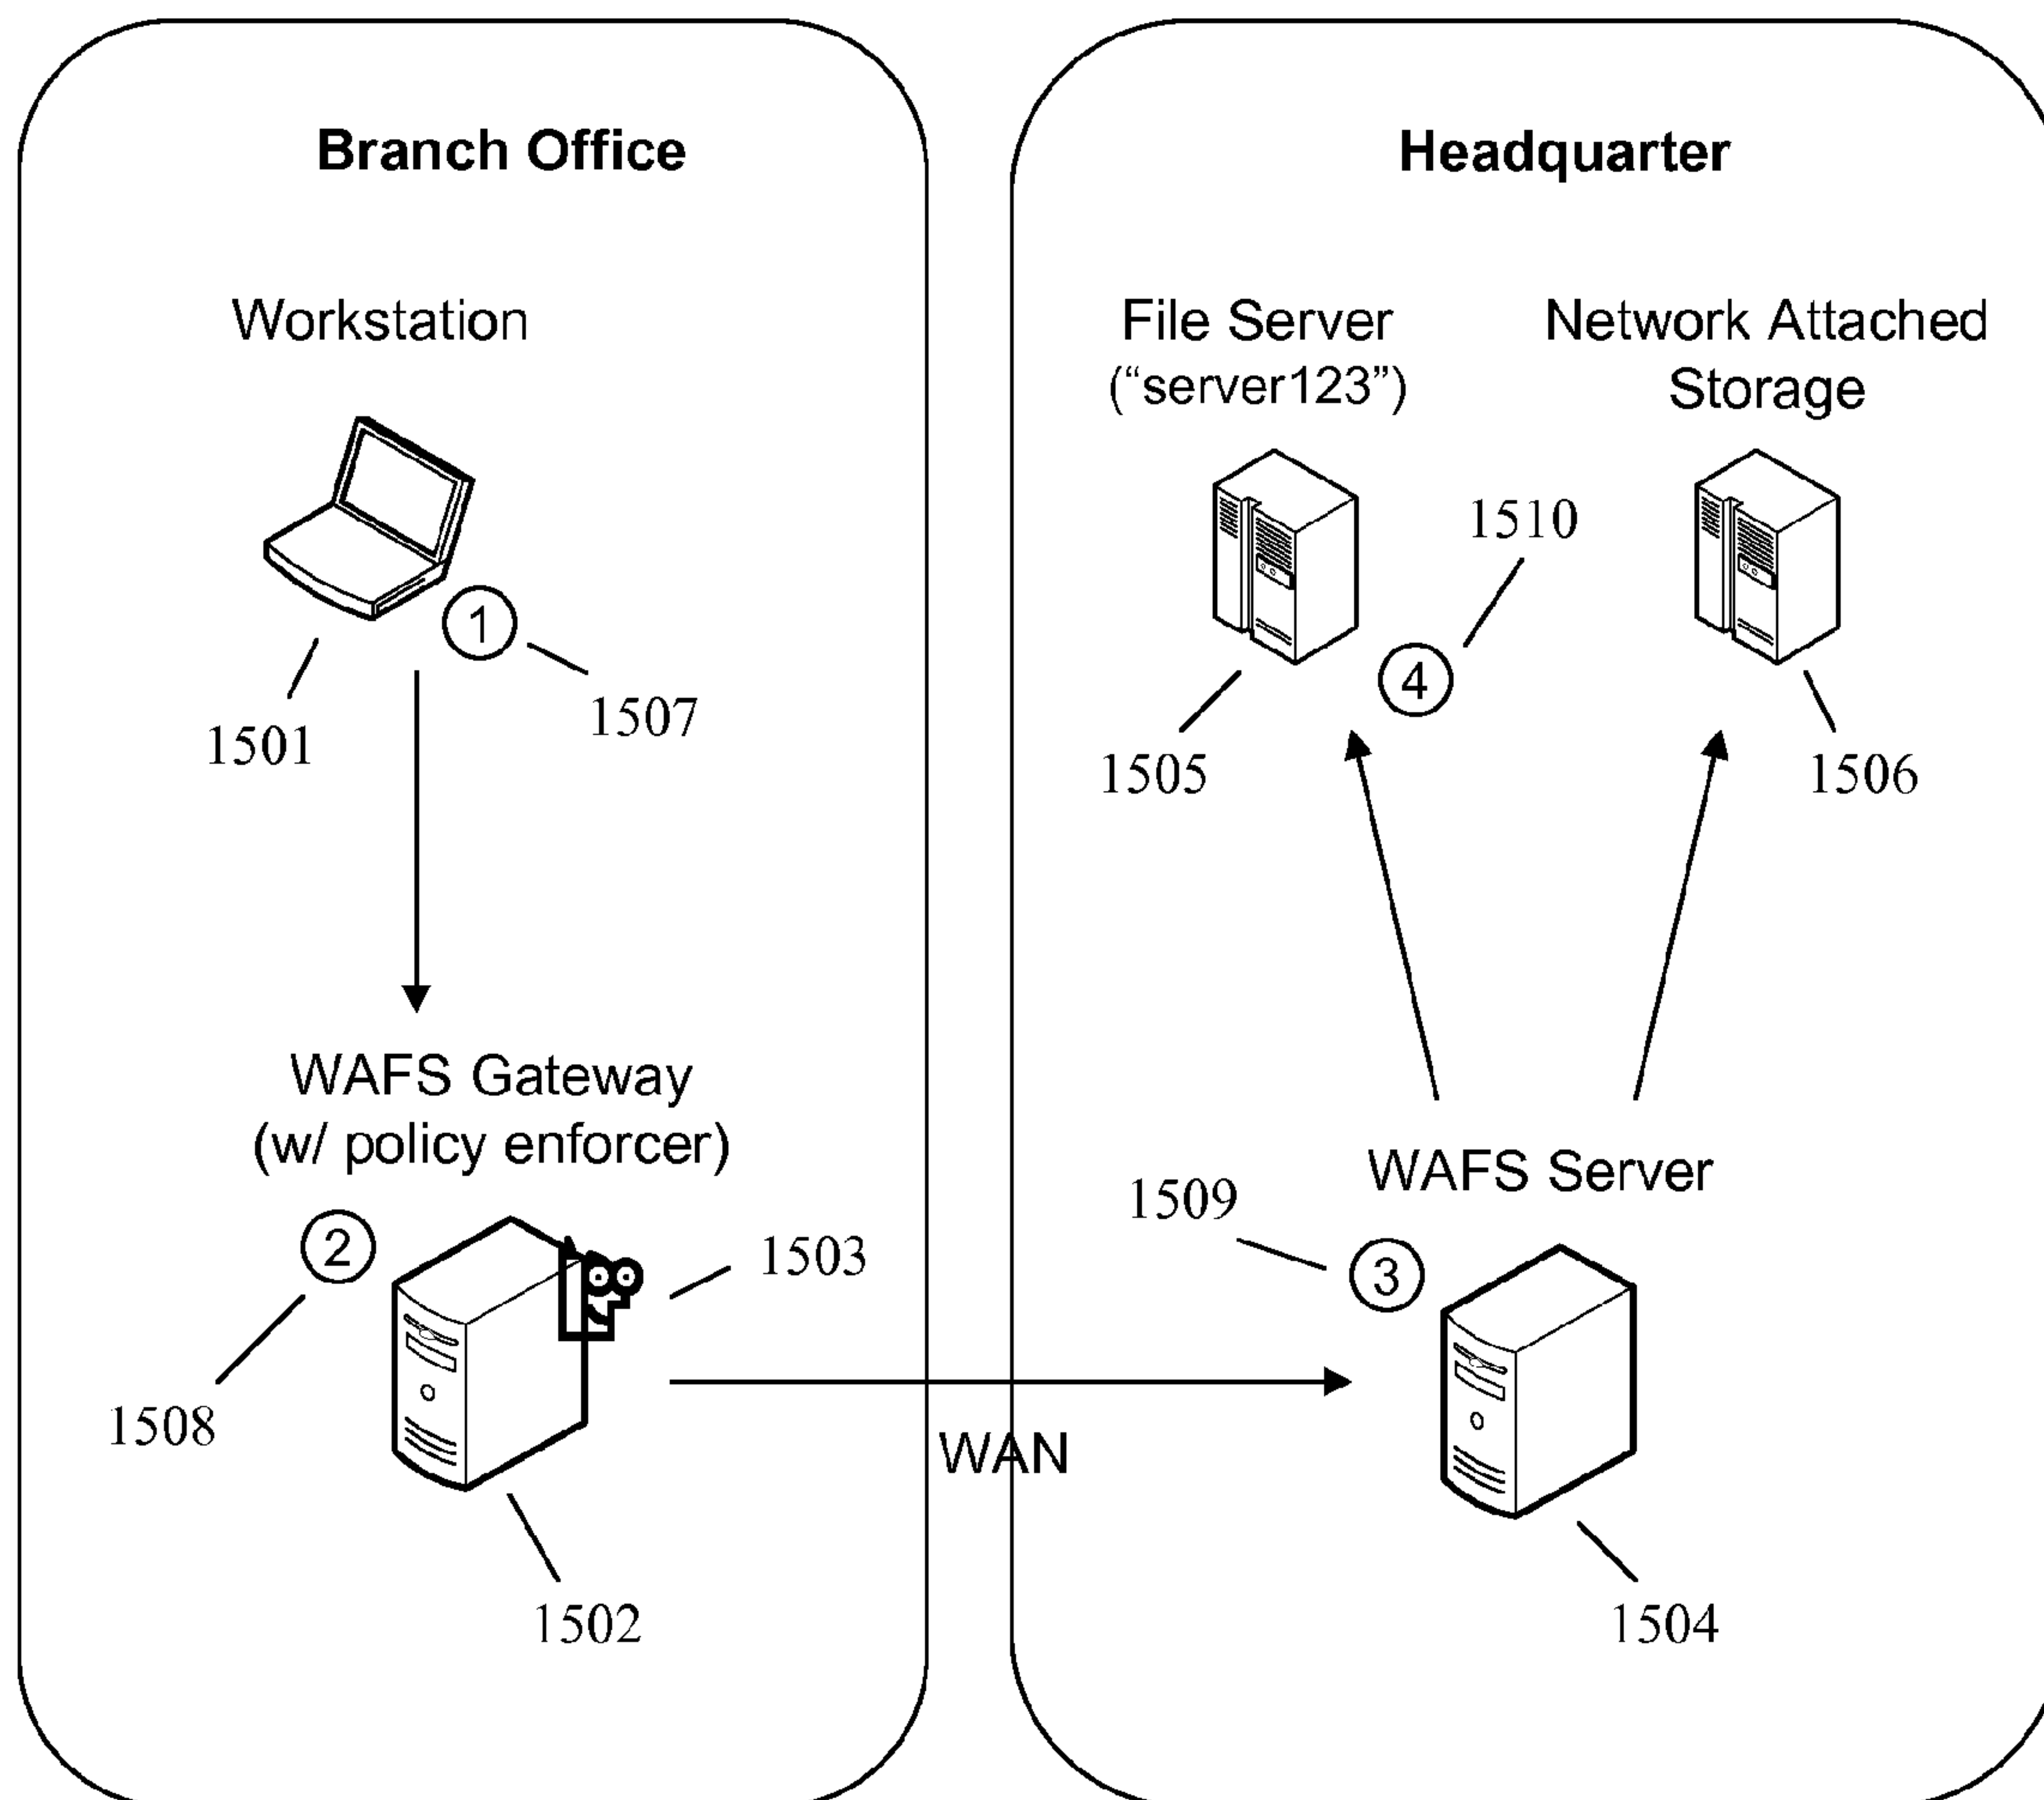 Branch Office
Workstation
1
1501
1507
WAFS Gateway
(w/ policy enforcer)
2
1503
1508
1502
WAN
Headquarter
File Server
("server123")
Network Attached
Storage
1510
4
1505
1506
WAFS Server
1509
3
1504